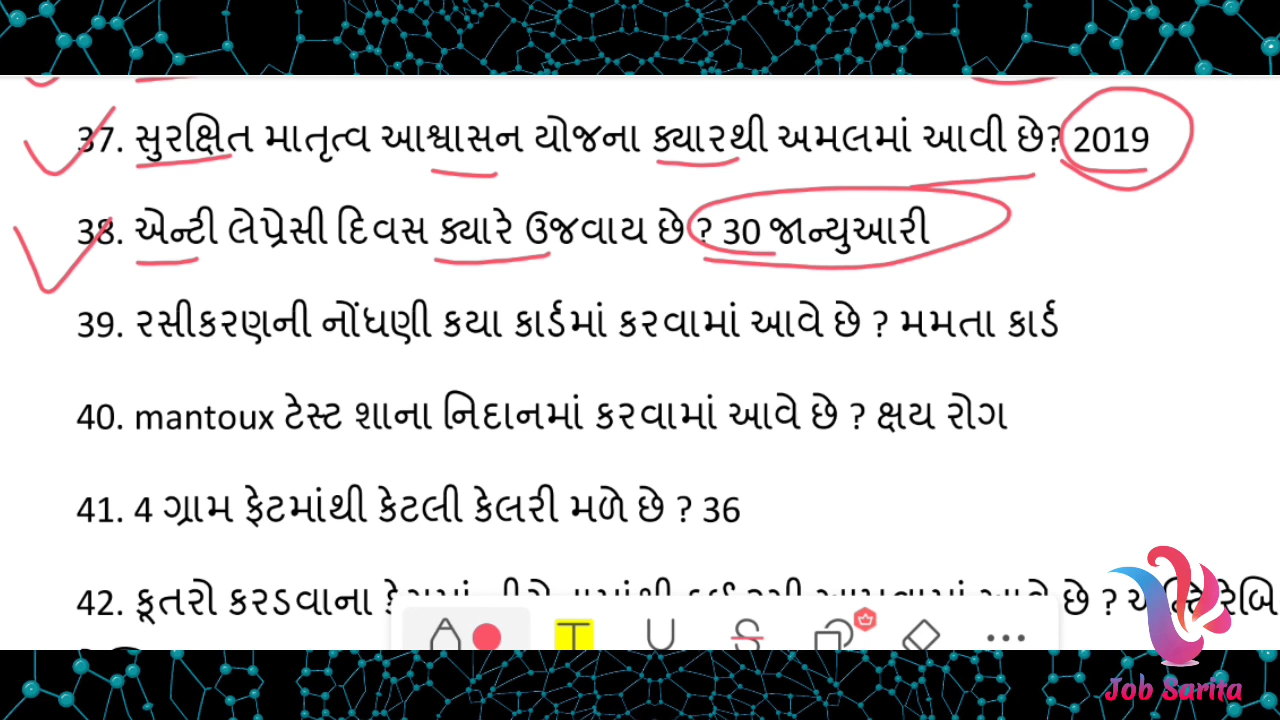 37. સુરક્ષિત માતૃત્વ આશ્વાસન યોજના ક્યારથી અમલમાં આવી છે? 2019
38. એન્ટી લેપ્રેસી દિવસ ક્યારે ઉજવાય છે ? 30 જાન્યુઆરી
39. રસીકરણની નોંધણી કયા કાર્ડમાં કરવામાં આવે છે ? મમતા કાર્ડ
40. mantoux ટેસ્ટ શાના નિદાનમાં કરવામાં આવે છે ? ક્ષય રોગ
41. 4 ગ્રામ ફેટમાંથી કેટલી કેલરી મળે છે ? 36
42. કૂતરો કરડવાના છે ?
Job Sarita